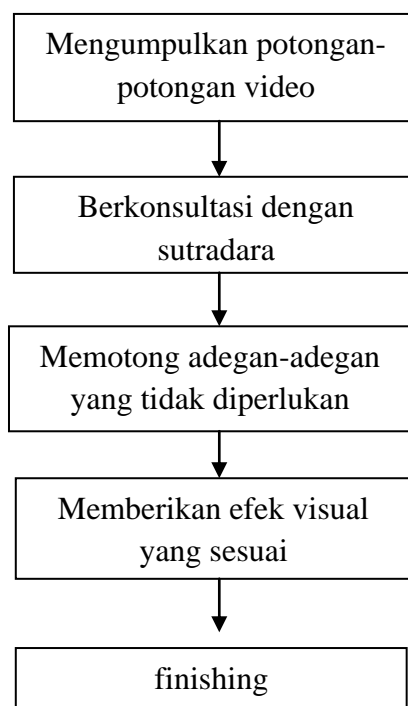 Mengumpulkan potongan-
potongan video
Berkonsultasi dengan
sutradara
Memotong adegan-adegan
yang tidak diperlukan
Memberikan efek visual
yang sesuai
finishing